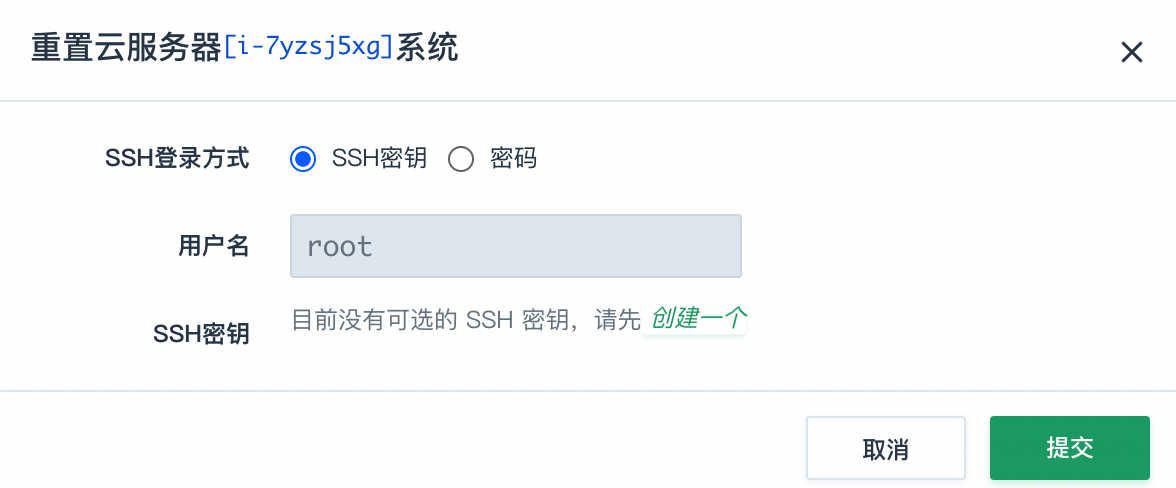 重置云服务器[i-7yzsj5xg]系统
SSH登录方式 SSH密钥 密码
用户名 root
SSH密钥 目前没有可选的 SSH 密钥，请先 创建一个
取消 提交